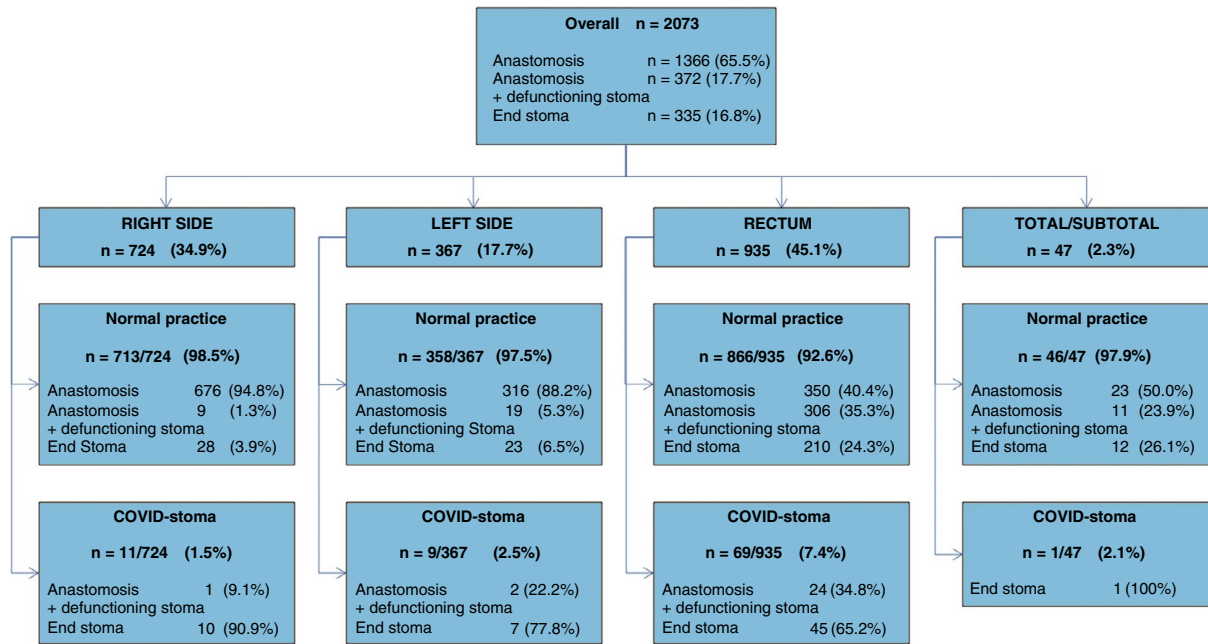 Overall n = 2073
Anastomosis n = 1366 (65.5%)
Anastomosis n = 372 (17.7%)
+ defunctioning stoma
End stoma n = 335 (16.8%)
RIGHT SIDE
n = 724 (34.9%)
LEFT SIDE
n = 367 (17.7%)
RECTUM
n = 935 (45.1%)
TOTAL/SUBTOTAL
n = 47 (2.3%)
Normal practice
n = 713/724 (98.5%)
Anastomosis 676 (94.8%)
Anastomosis 9 (1.3%)
+ defunctioning stoma
End Stoma 28 (3.9%)
Normal practice
n = 358/367 (97.5%)
Anastomosis 316 (88.2%)
Anastomosis 19 (5.3%)
+ defunctioning Stoma
End Stoma 23 (6.5%)
Normal practice
n = 866/935 (92.6%)
Anastomosis 350 (40.4%)
Anastomosis 306 (35.3%)
+ defunctioning stoma
End stoma 210 (24.3%)
Normal practice
n = 46/47 (97.9%)
Anastomosis 23 (50.0%)
Anastomosis 11 (23.9%)
+ defunctioning stoma
End stoma 12 (26.1%)
COVID-stoma
n = 11/724 (1.5%)
Anastomosis 1 (9.1%)
+ defunctioning stoma
End stoma 10 (90.9%)
COVID-stoma
n = 9/367 (2.5%)
Anastomosis 2 (22.2%)
+ defunctioning stoma
End stoma 7 (77.8%)
COVID-stoma
n = 69/935 (7.4%)
Anastomosis 24 (34.8%)
+ defunctioning stoma
End stoma 45 (65.2%)
COVID-stoma
n = 1/47 (2.1%)
End stoma 1 (100%)